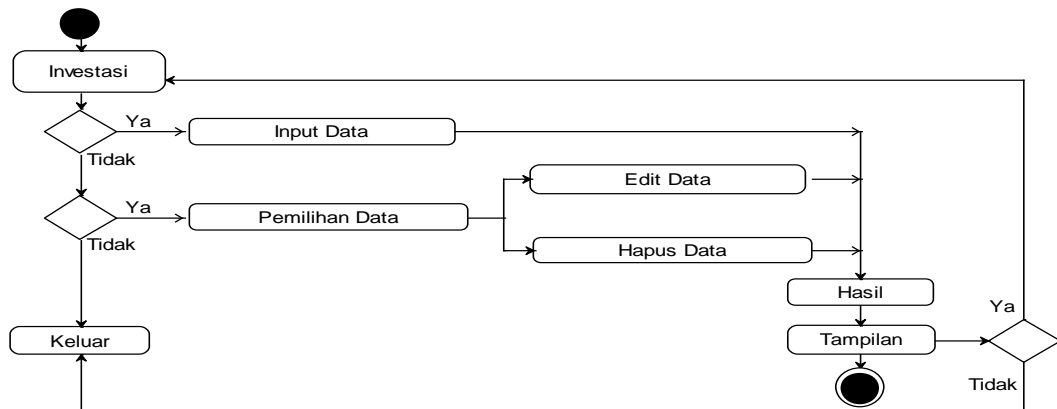 Investasi
Ya
Input Data
Tidak
Edit Data
Ya
Pemilihan Data
Tidak
Hapus Data
Hasil
Ya
Keluar
Tampilan
Tidak